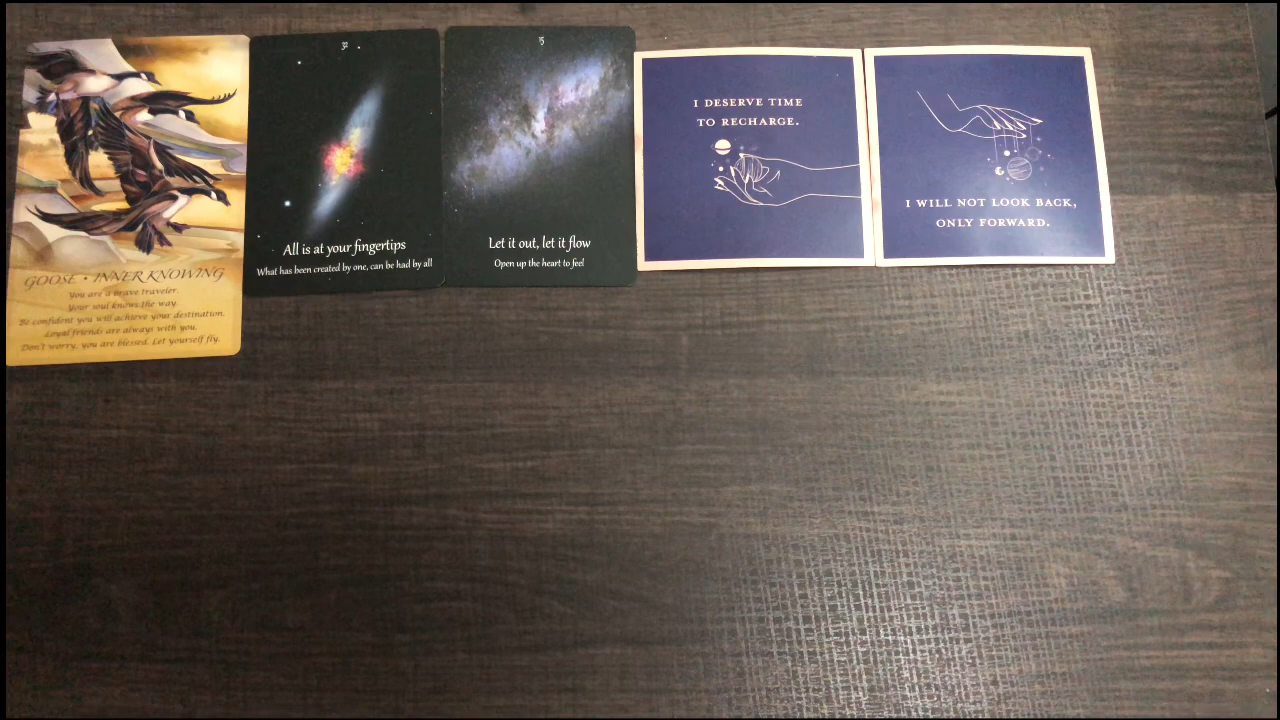 GOOSE • INNER KNOWING
You are a brave traveler.
Your soul knows the way.
Be confident you will achieve your destination.
Loyal friends are always with you.
Don't worry, you are blessed. Let yourself fly.
32
All is at your fingertips
What has been created by one, can be had by all
15
Let it out, let it flow
Open up the heart to feel
I DESERVE TIME
TO RECHARGE.
I WILL NOT LOOK BACK,
ONLY FORWARD.